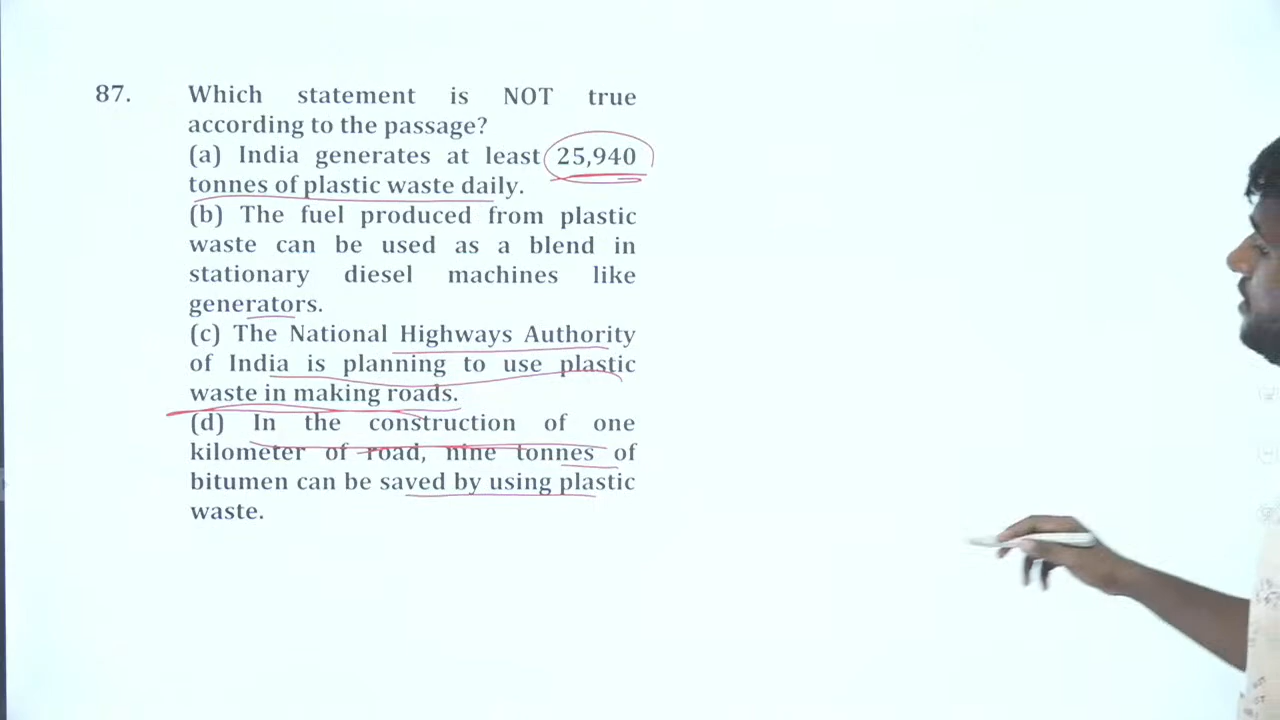 87. Which statement is NOT true
according to the passage?
(a) India generates at least 25,940
tonnes of plastic waste daily.
(b) The fuel produced from plastic
waste can be used as a blend in
stationary diesel machines like
generators.
(c) The National Highways Authority
of India is planning to use plastic
waste in making roads.
(d) In the construction of one
kilometer of road, nine tonnes of
bitumen can be saved by using plastic
waste.